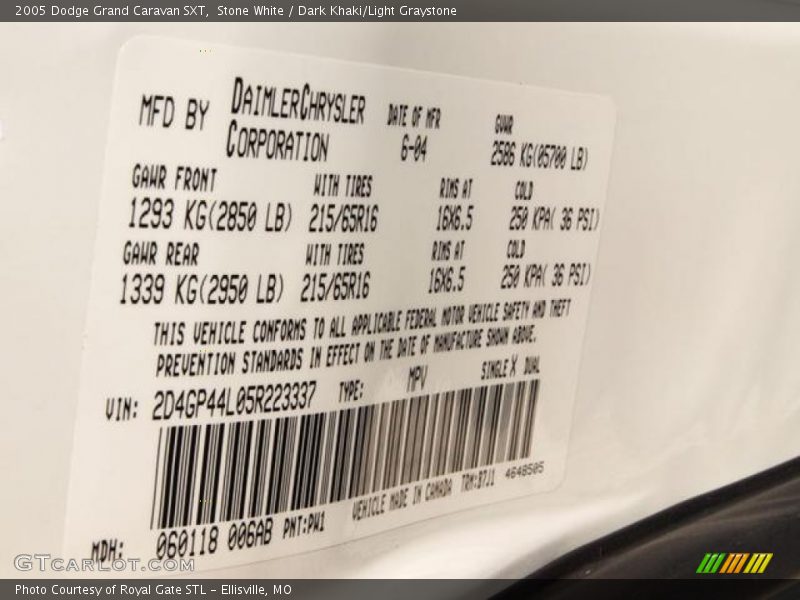 2005 Dodge Grand Caravan SXT,  Stone White / Dark Khaki/Light Graystone
MFD BY DAIMLERCHRYSLER CORPORATION
DATE OF MFR 6-04
GVWR 2586 KG(05700 LB)
GAWR FRONT WITH TIRES RIMS AT COLD
1293 KG(2850 LB) 215/65R16 16X6.5 250 KPA( 36 PSI)
GAWR REAR WITH TIRES RIMS AT COLD
1339 KG(2950 LB) 215/65R16 16X6.5 250 KPA( 36 PSI)
THIS VEHICLE CONFORMS TO ALL APPLICABLE FEDERAL MOTOR VEHICLE SAFETY AND THEFT
PREVENTION STANDARDS IN EFFECT ON THE DATE OF MANUFACTURE SHOWN ABOVE.
VIN: 2D4GP44L05R223337 TYPE: MPV SINGLE X DUAL
VEHICLE MADE IN CANADA TRM:B7J1 4648505
MDH: 060118 006AB PNT:PW1
GTCarLot.com
Photo Courtesy of Royal Gate STL - Ellisville, MO